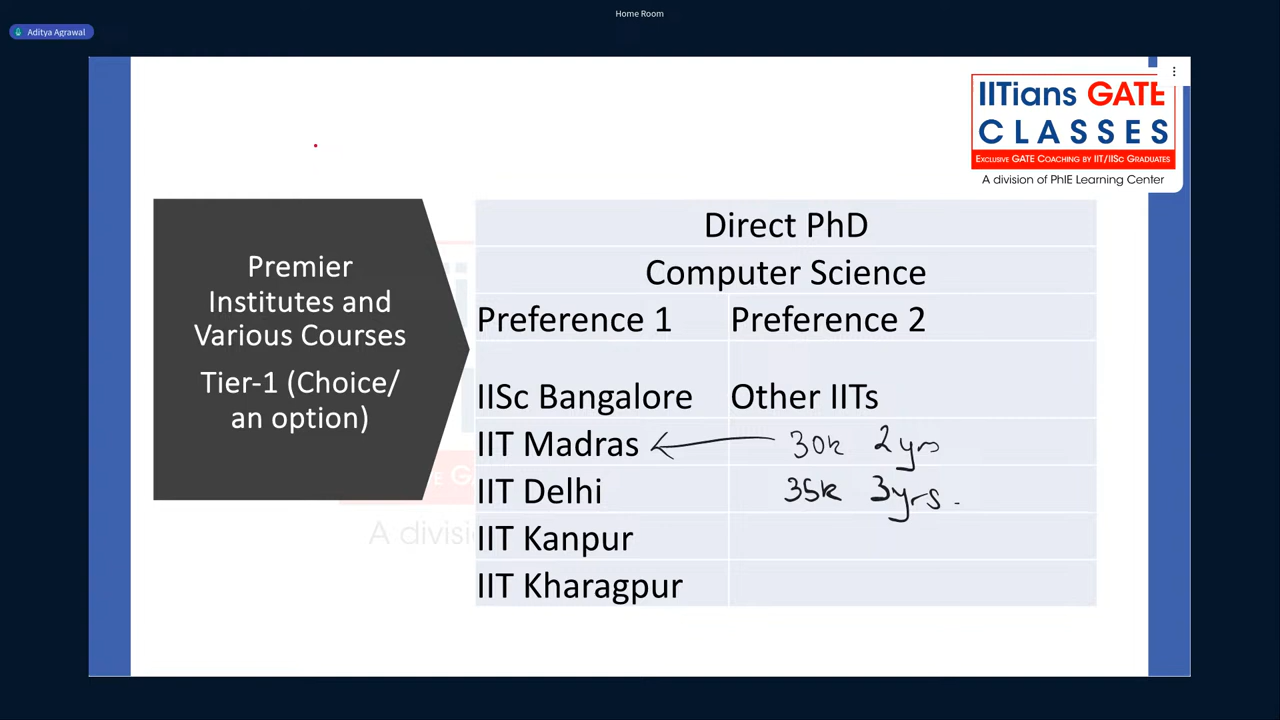 Home Room
Aditya Agrawal
IITians GATE
CLASSES
EXCLUSIVE GATE COACHING BY IIT/IISC GRADUATES
A division of PhIE Learning Center
Premier
Institutes and
Various Courses
Tier-1 (Choice/
an option)
Direct PhD
Computer Science
Preference 1 Preference 2
IISc Bangalore Other IITs
IIT Madras 30k 2yrs
IIT Delhi 35k 3yrs.
IIT Kanpur
IIT Kharagpur
A divisi